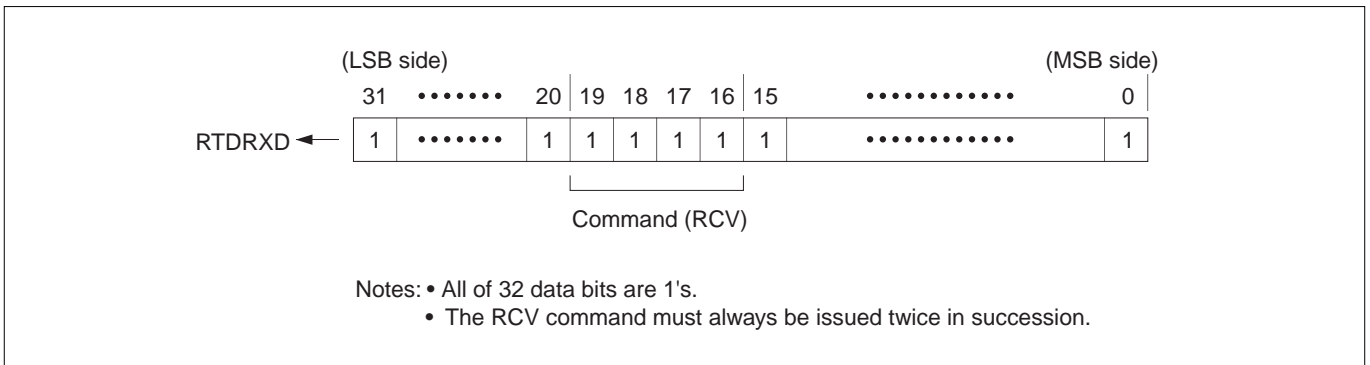 (LSB side) (MSB side)
31 ••••••• 20 19 18 17 16 15 •••••••••••• 0
RTDRXD 1 ••••••• 1 1 1 1 1 1 •••••••••••• 1
Command (RCV)
Notes: • All of 32 data bits are 1's.
• The RCV command must always be issued twice in succession.